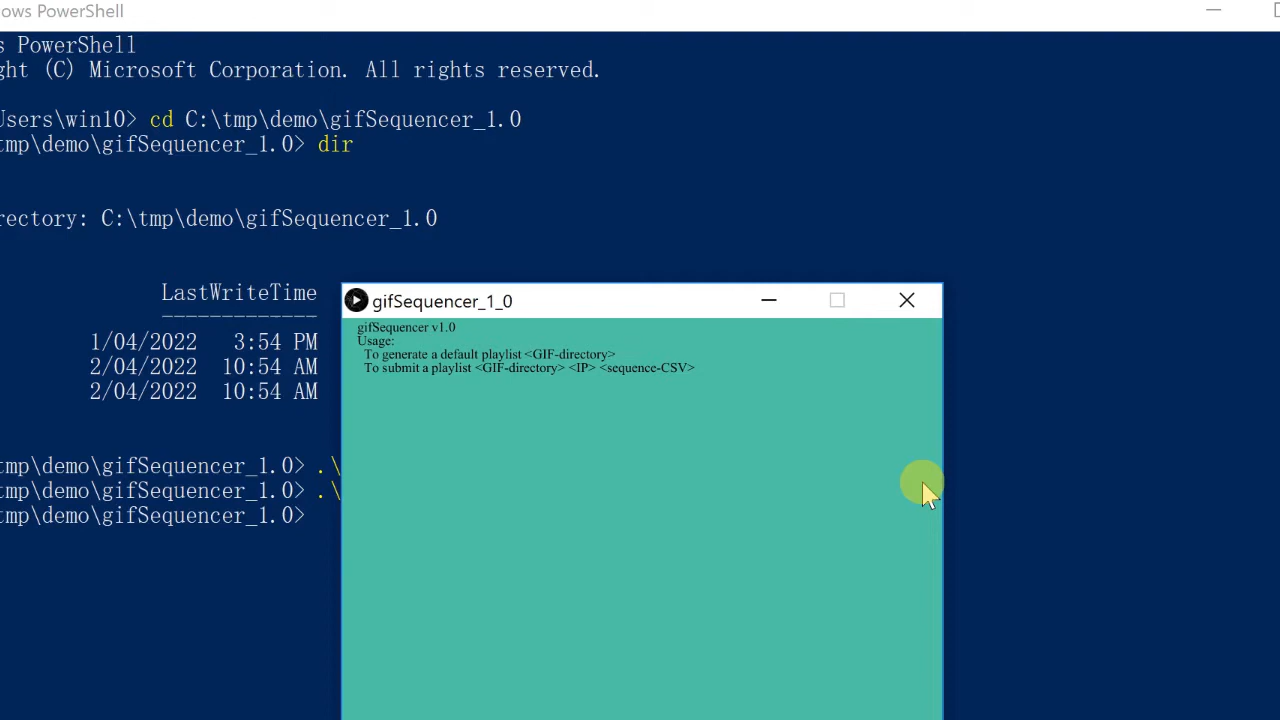 ows PowerShell
s PowerShell
ght (C) Microsoft Corporation. All rights reserved.
Users\win10> cd C:\tmp\demo\gifSequencer_1.0
tmp\demo\gifSequencer_1.0> dir
rectory: C:\tmp\demo\gifSequencer_1.0
LastWriteTime
-------------
1/04/2022 3:54 PM
2/04/2022 10:54 AM
2/04/2022 10:54 AM
tmp\demo\gifSequencer_1.0> .\
tmp\demo\gifSequencer_1.0> .\
tmp\demo\gifSequencer_1.0>
gifSequencer_1_0
gifSequencer v1.0
Usage:
To generate a default playlist <GIF-directory>
To submit a playlist <GIF-directory> <IP> <sequence-CSV>